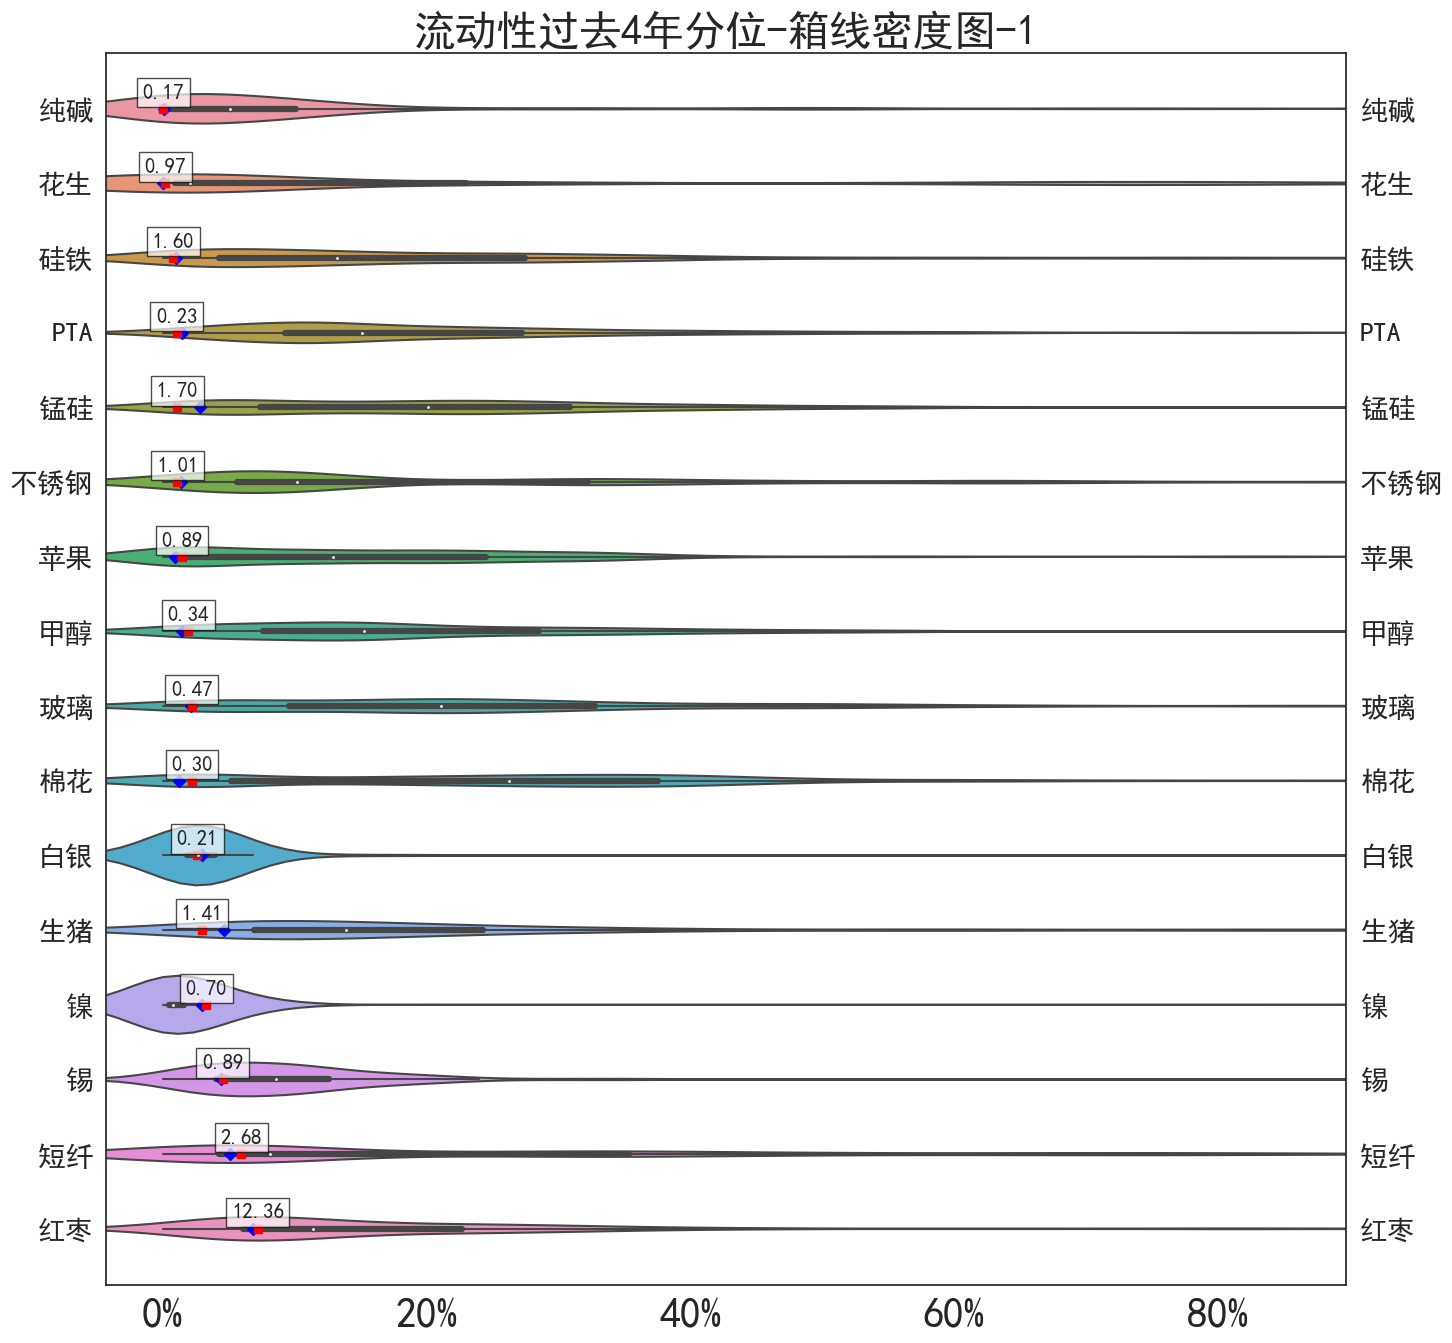 流动性过去4年分位-箱线密度图-1
纯碱 0.17 纯碱
花生 0.97 花生
硅铁 1.60 硅铁
PTA 0.23 PTA
锰硅 1.70 锰硅
不锈钢 1.01 不锈钢
苹果 0.89 苹果
甲醇 0.34 甲醇
玻璃 0.47 玻璃
棉花 0.30 棉花
白银 0.21 白银
生猪 1.41 生猪
镍 0.70 镍
锡 0.89 锡
短纤 2.68 短纤
红枣 12.36 红枣
0% 20% 40% 60% 80%